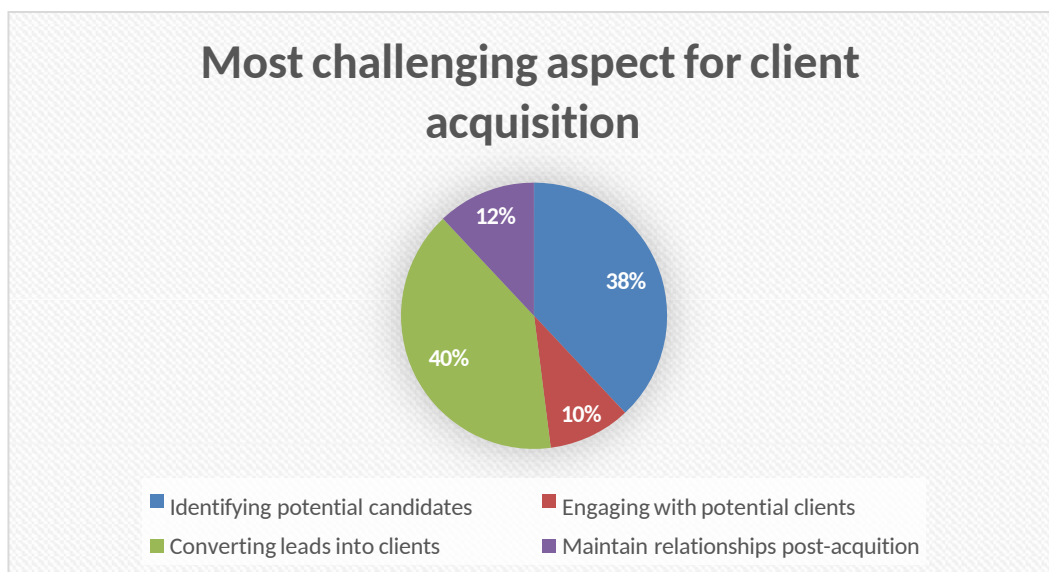 Most challenging aspect for client
acquisition
12%
38%
40%
10%
Identifying potential candidates
Engaging with potential clients
Converting leads into clients
Maintain relationships post-acquition